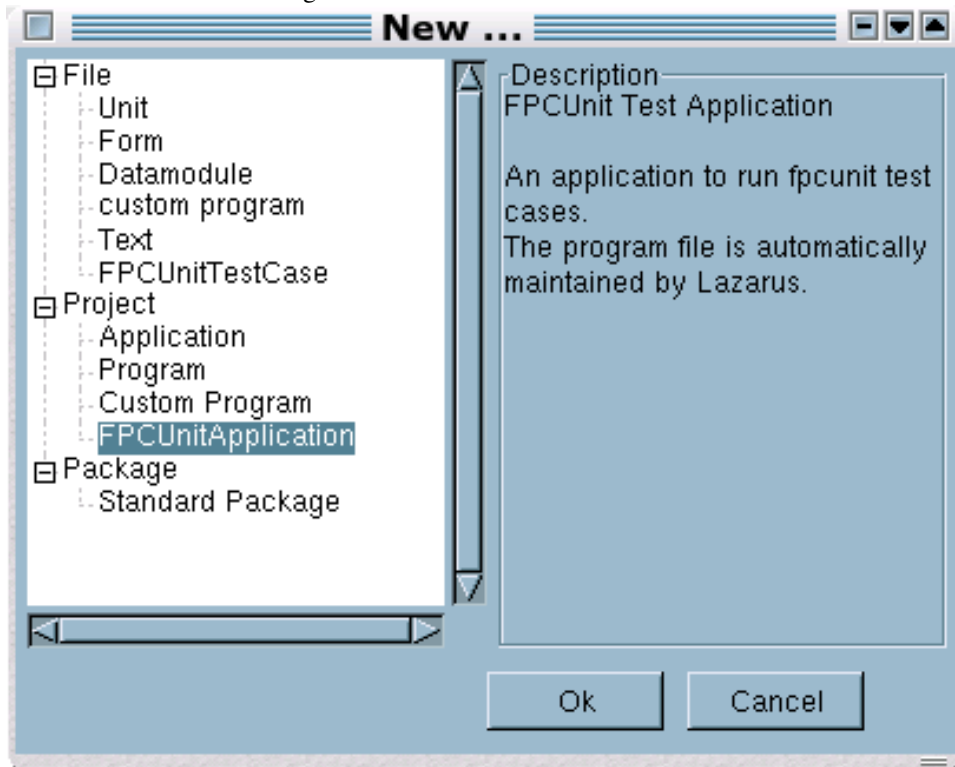 New ...
File
Unit
Form
Datamodule
custom program
Text
FPCUnitTestCase
Project
Application
Program
Custom Program
FPCUnitApplication
Package
Standard Package
Description
FPCUnit Test Application
An application to run fpcunit test
cases.
The program file is automatically
maintained by Lazarus.
Ok
Cancel